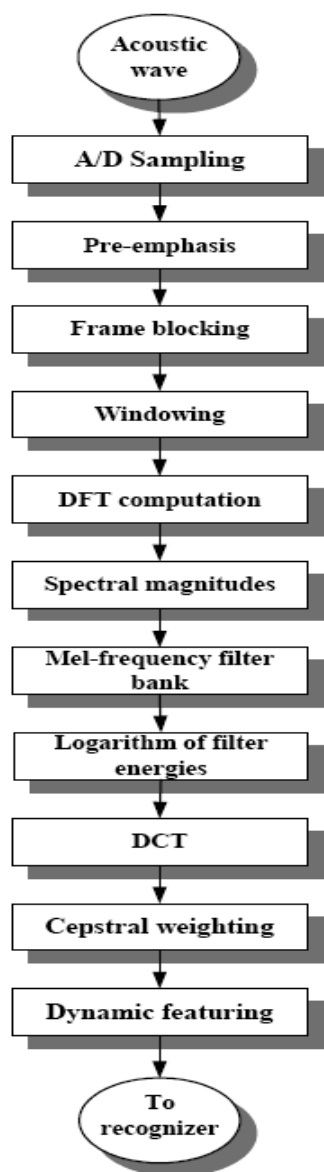 Acoustic
wave
A/D Sampling
Pre-emphasis
Frame blocking
Windowing
DFT computation
Spectral magnitudes
Mel-frequency filter
bank
Logarithm of filter
energies
DCT
Cepstral weighting
Dynamic featuring
To
recognizer